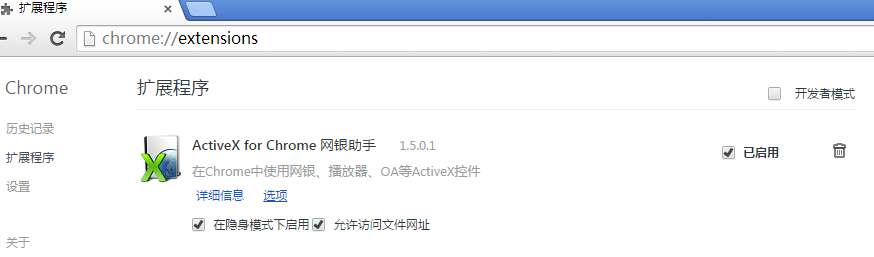 扩展程序
chrome://extensions
Chrome
扩展程序
开发者模式
历史记录
扩展程序
设置
关于
ActiveX for Chrome 网银助手 1.5.0.1
已启用
在Chrome中使用网银、播放器、OA等ActiveX控件
详细信息 选项
在隐身模式下启用 允许访问文件网址